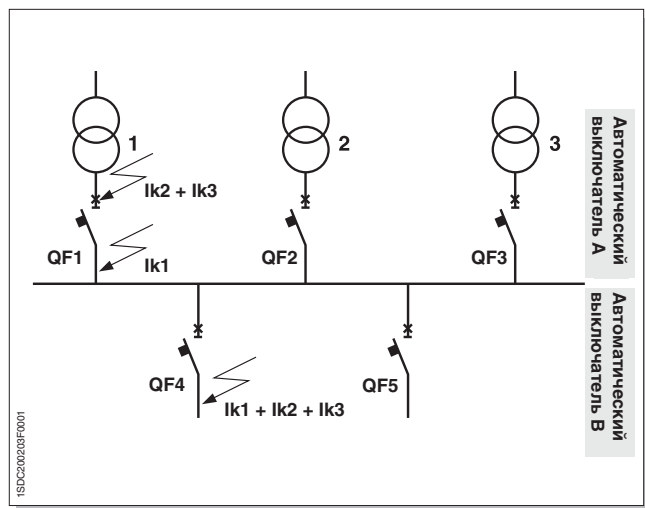 1
2
3
Ik2 + Ik3
QF1
Ik1
QF2
QF3
Автоматический
выключатель А
QF4
Ik1 + Ik2 + Ik3
QF5
Автоматический
выключатель В
1SDC200203F0001